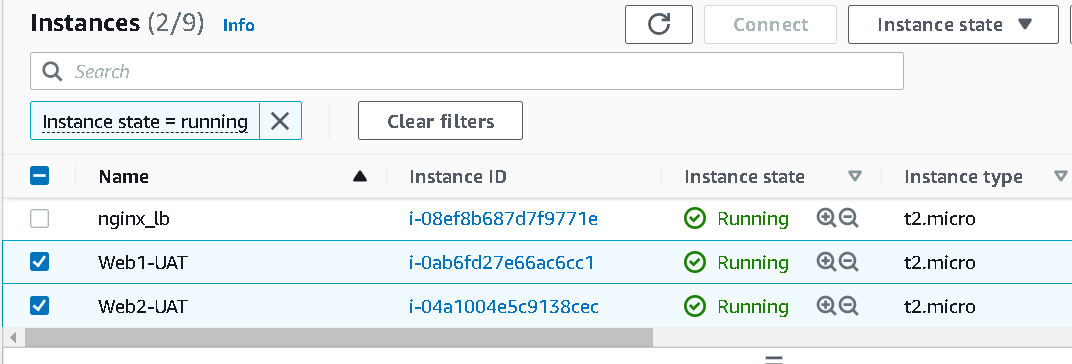 Instances (2/9) Info Connect Instance state
Search
Instance state = running Clear filters
Name Instance ID Instance state Instance type
nginx_lb i-08ef8b687d7f9771e Running t2.micro
Web1-UAT i-0ab6fd27e66ac6cc1 Running t2.micro
Web2-UAT i-04a1004e5c9138cec Running t2.micro